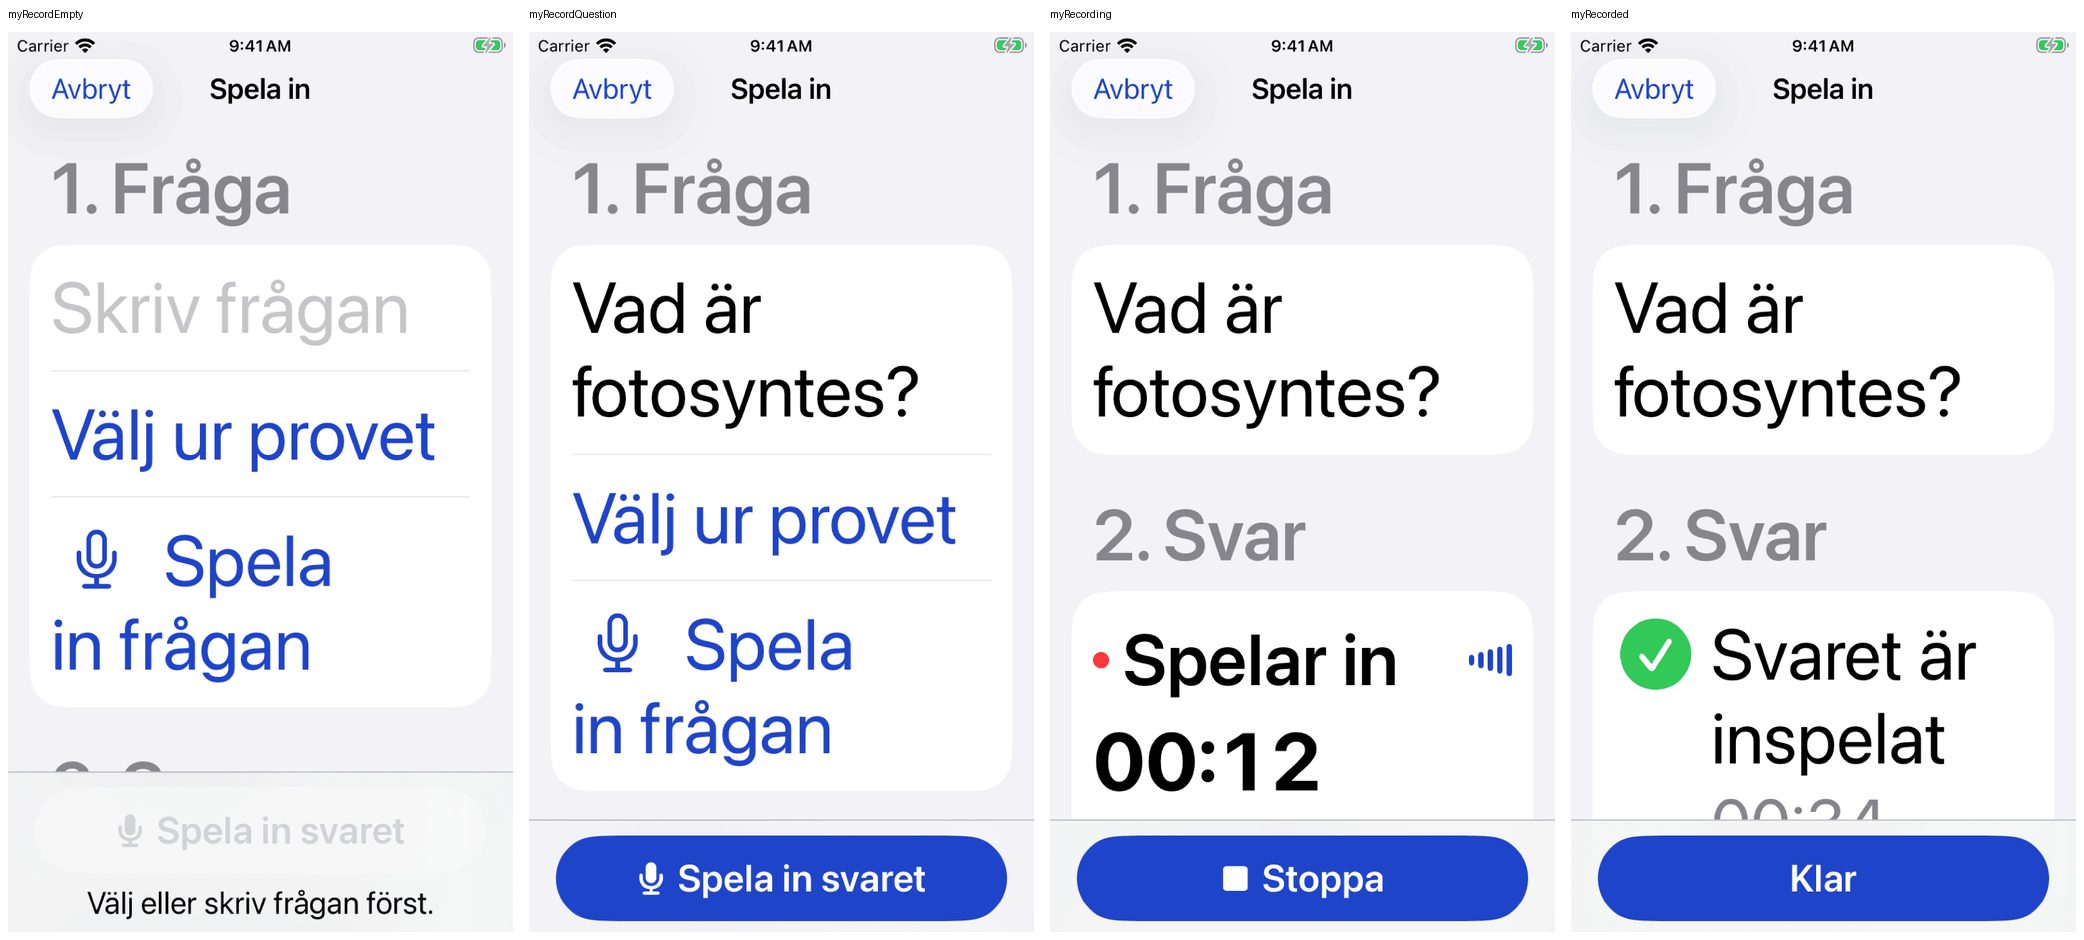 myRecordEmpty
Carrier 9:41 AM
Avbryt Spela in
1. Fråga
Skriv frågan
Välj ur provet
Spela
in frågan
Spela in svaret
Välj eller skriv frågan först.
myRecordQuestion
Carrier 9:41 AM
Avbryt Spela in
1. Fråga
Vad är
fotosyntes?
Välj ur provet
Spela
in frågan
Spela in svaret
myRecording
Carrier 9:41 AM
Avbryt Spela in
1. Fråga
Vad är
fotosyntes?
2. Svar
Spelar in
00:12
Stoppa
myRecorded
Carrier 9:41 AM
Avbryt Spela in
1. Fråga
Vad är
fotosyntes?
2. Svar
Svaret är
inspelat
Klar